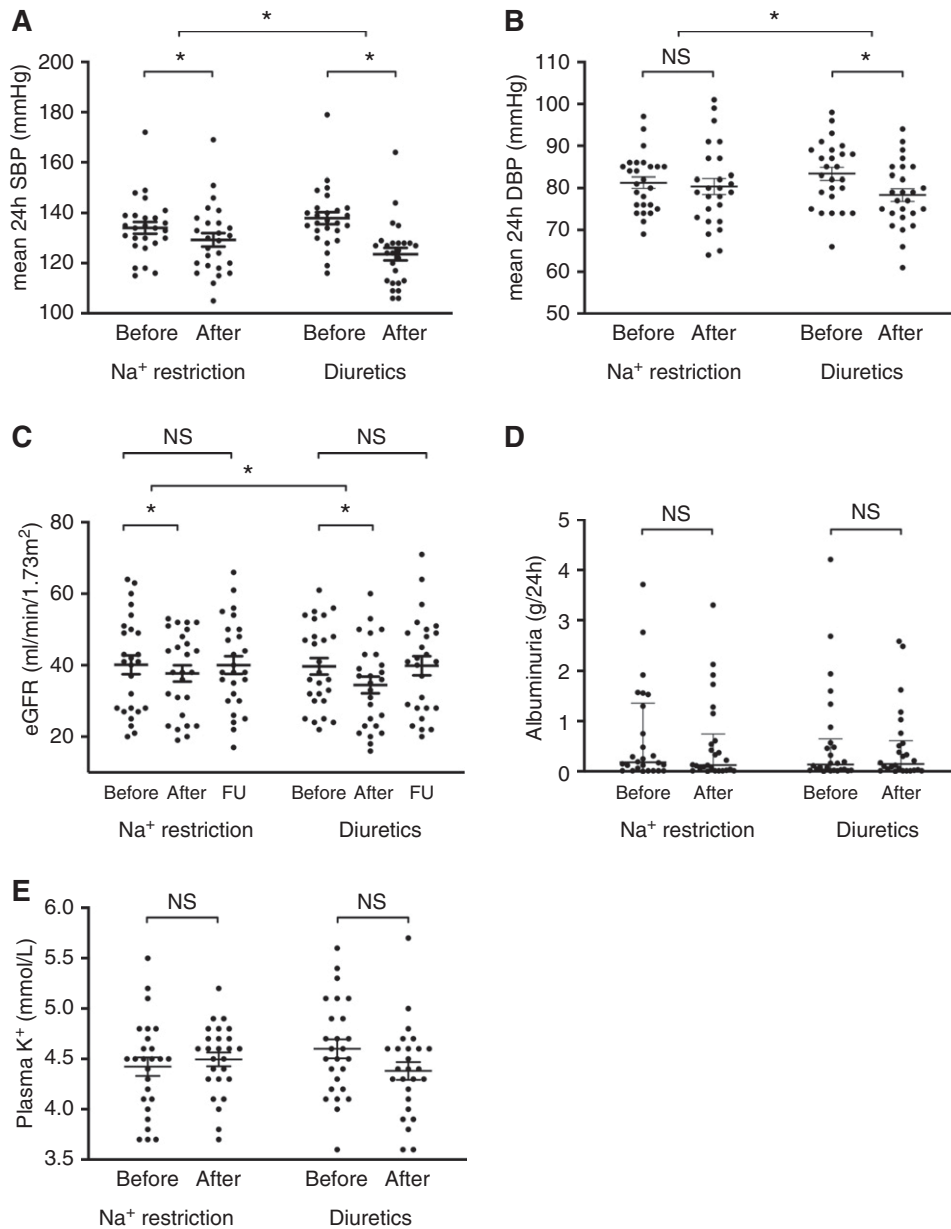 A
*
* *
200
180
160
140
120
100
mean 24h SBP (mmHg)
Before After Before After
Na⁺ restriction Diuretics
B
*
NS *
110
100
90
80
70
60
50
mean 24h DBP (mmHg)
Before After Before After
Na⁺ restriction Diuretics
C
NS NS
*
* *
80
60
40
20
eGFR (ml/min/1.73m²)
Before After FU Before After FU
Na⁺ restriction Diuretics
D
NS NS
5
4
3
2
1
0
Albuminuria (g/24h)
Before After Before After
Na⁺ restriction Diuretics
E
NS NS
6.0
5.5
5.0
4.5
4.0
3.5
Plasma K⁺ (mmol/L)
Before After Before After
Na⁺ restriction Diuretics